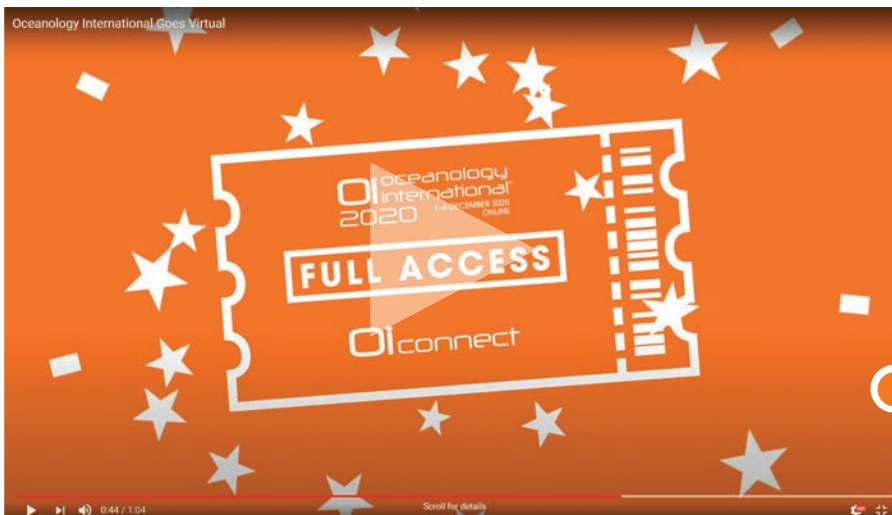 Oceanology International Goes Virtual
Oi oceanology
international®
2020
1-4 DECEMBER 2020
ONLINE
FULL ACCESS
Oi connect
Scroll for details
0:44 / 1:04